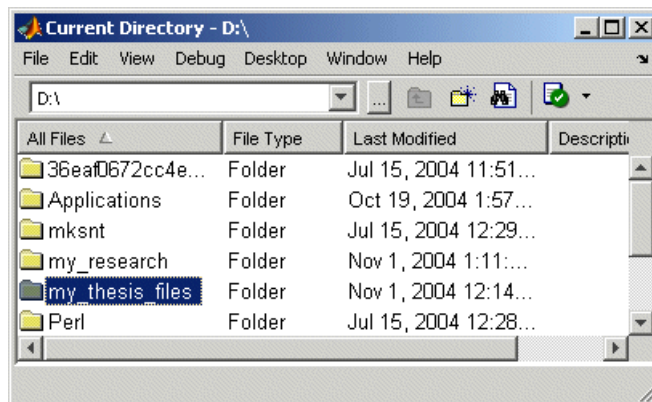 Current Directory - D:\
File Edit View Debug Desktop Window Help
D:\ ...
All Files File Type Last Modified Descripti
36eaf0672cc4e... Folder Jul 15, 2004 11:51...
Applications Folder Oct 19, 2004 1:57...
mksnt Folder Jul 15, 2004 12:29...
my_research Folder Nov 1, 2004 1:11:...
my_thesis_files Folder Nov 1, 2004 12:14...
Perl Folder Jul 15, 2004 12:28...